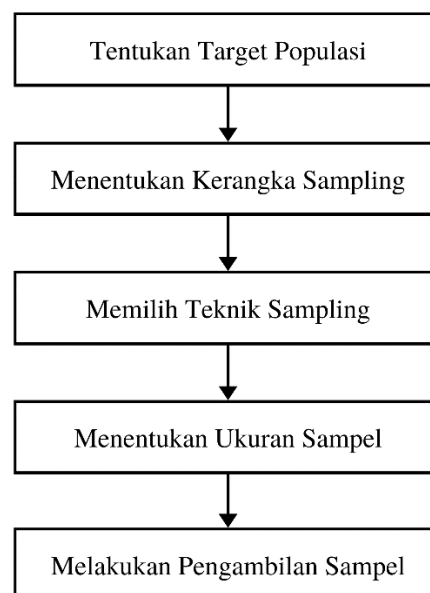 Tentukan Target Populasi
Menentukan Kerangka Sampling
Memilih Teknik Sampling
Menentukan Ukuran Sampel
Melakukan Pengambilan Sampel